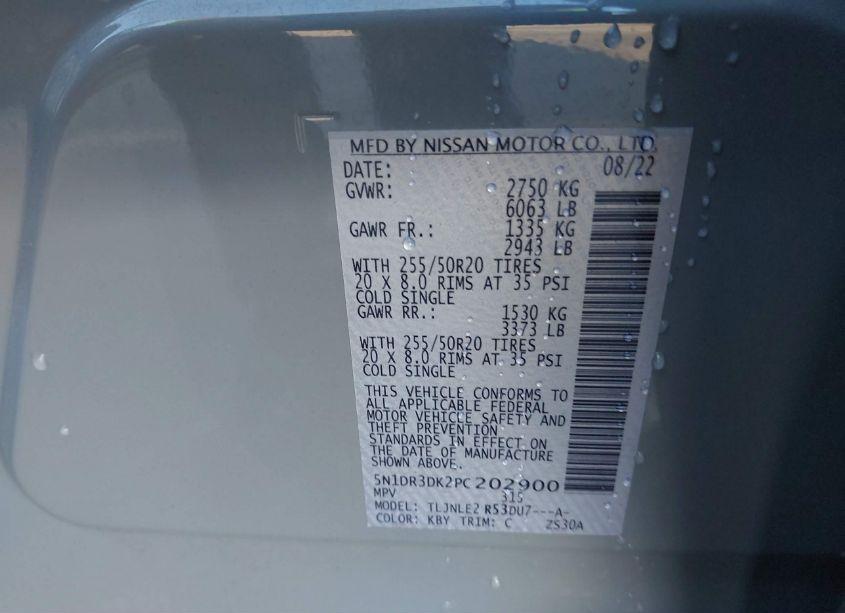 MFD BY NISSAN MOTOR CO., LTD.
DATE: 08/22
GVWR: 2750 KG
6063 LB
GAWR FR.: 1335 KG
2943 LB
WITH 255/50R20 TIRES
20 X 8.0 RIMS AT 35 PSI
COLD SINGLE
GAWR RR.: 1530 KG
3373 LB
WITH 255/50R20 TIRES
20 X 8.0 RIMS AT 35 PSI
COLD SINGLE
THIS VEHICLE CONFORMS TO
ALL APPLICABLE FEDERAL
MOTOR VEHICLE SAFETY AND
THEFT PREVENTION
STANDARDS IN EFFECT ON
THE DATE OF MANUFACTURE
SHOWN ABOVE.
5N1DR3DK2PC202900
MPV 315
MODEL: TLJNLE2 R53DU7---A-
COLOR: KBY TRIM: C ZS30A